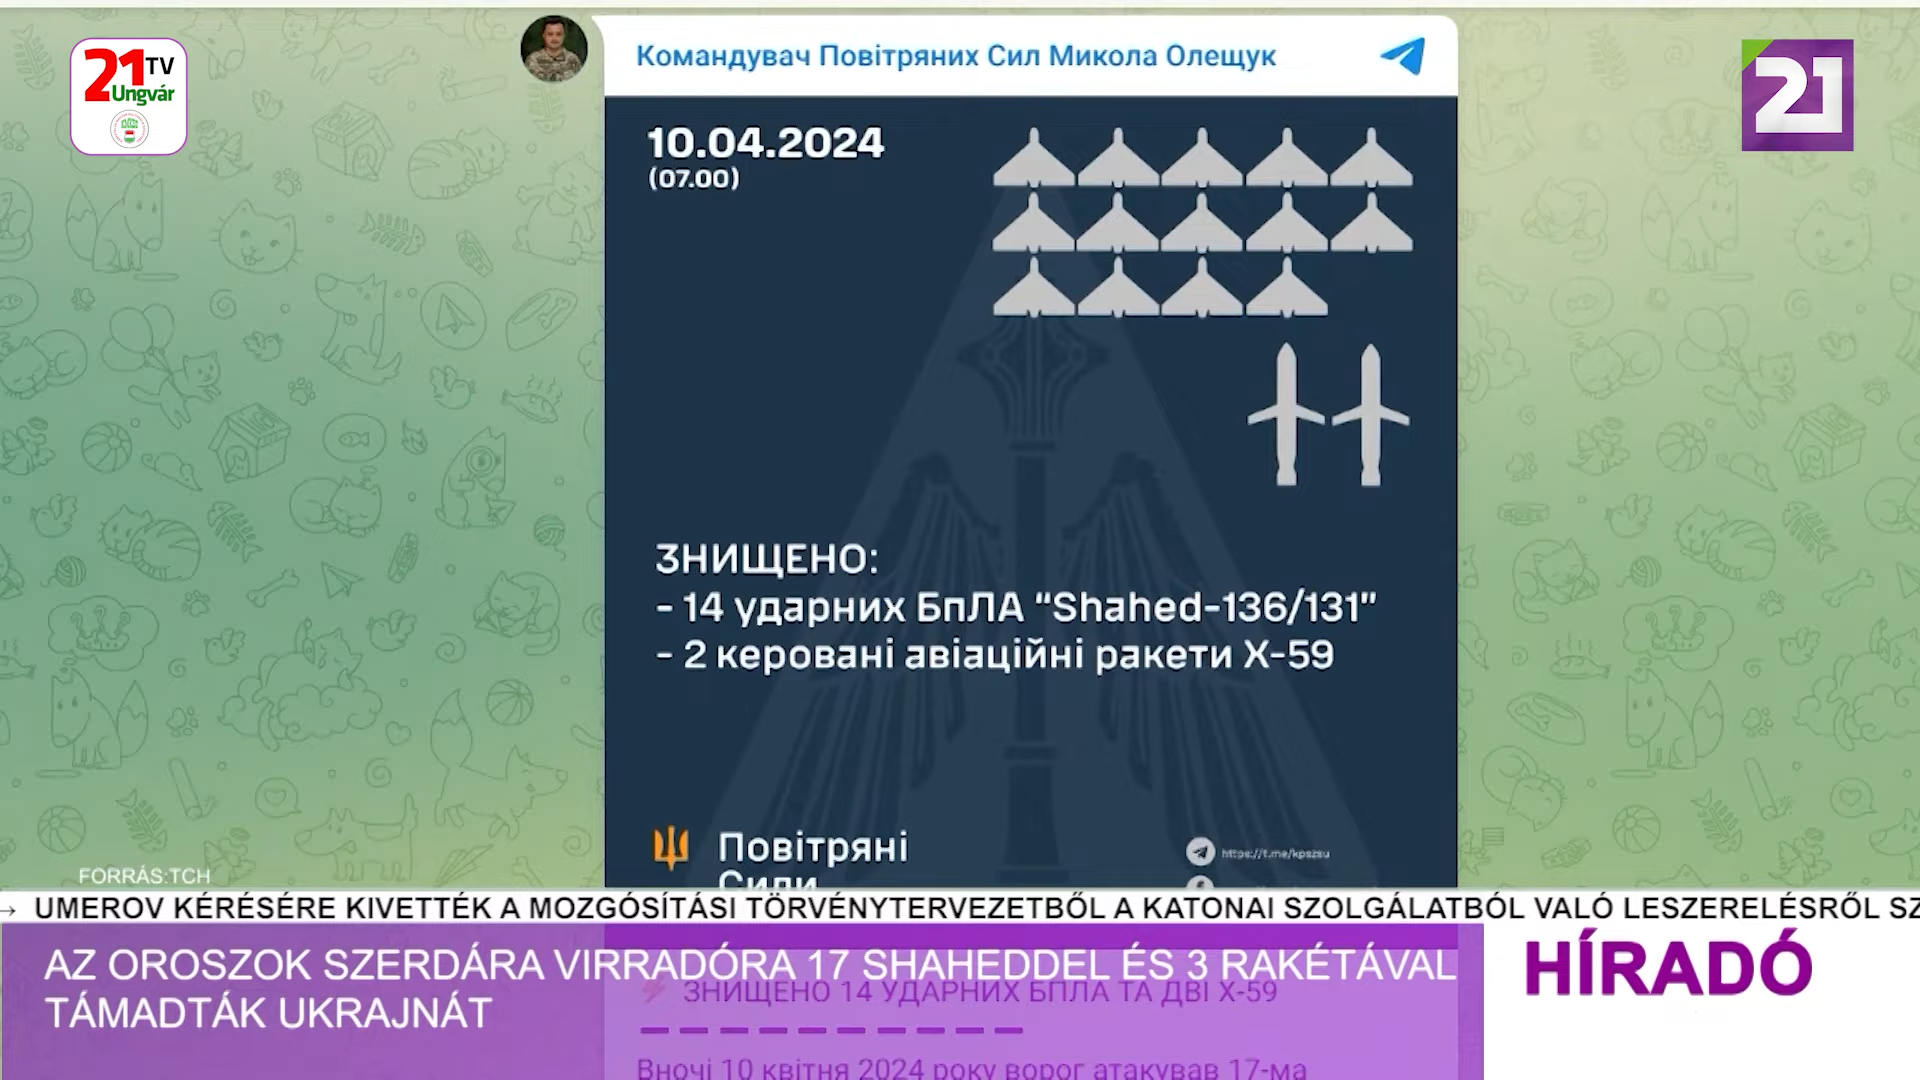 21 TV
Ungvár
21
Командувач Повітряних Сил Микола Олещук
10.04.2024
(07.00)
ЗНИЩЕНО:
- 14 ударних БпЛА “Shahed-136/131”
- 2 керовані авіаційні ракети Х-59
Повітряні
Сили
https://t.me/kpszsu
FORRÁS:TCH
→ UMEROV KÉRÉSÉRE KIVETTÉK A MOZGÓSÍTÁSI TÖRVÉNYTERVEZETBŐL A KATONAI SZOLGÁLATBÓL VALÓ LESZERELÉSRŐL SZ
AZ OROSZOK SZERDÁRA VIRRADÓRA 17 SHAHEDDEL ÉS 3 RAKÉTÁVAL
TÁMADTÁK UKRAJNÁT
HÍRADÓ
ЗНИЩЕНО 14 УДАРНИХ БПЛА ТА ДВІ Х-59
Вночі 10 квітня 2024 року ворог атакував 17-ма